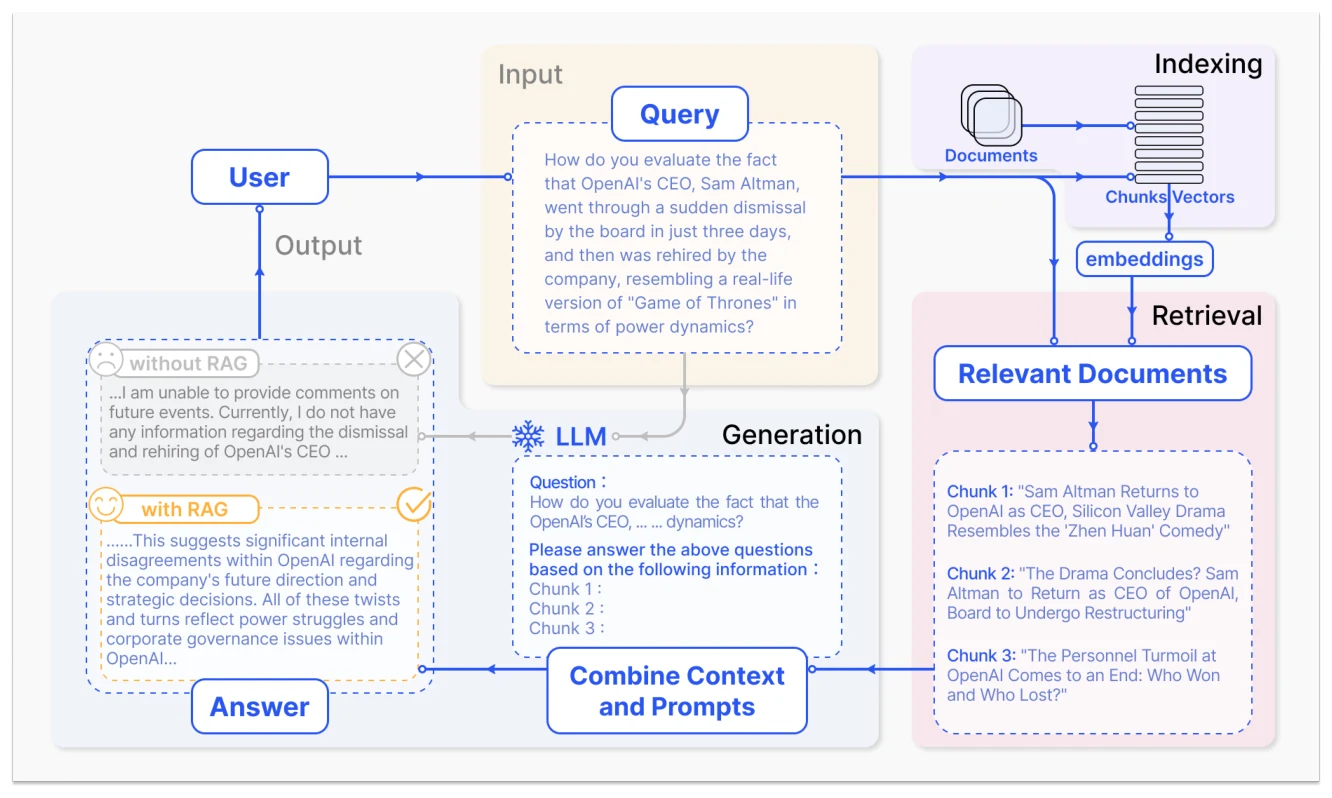 Input
Query
How do you evaluate the fact
that OpenAI's CEO, Sam Altman,
went through a sudden dismissal
by the board in just three days,
and then was rehired by the
company, resembling a real-life
version of "Game of Thrones" in
terms of power dynamics?
Indexing
Documents
Chunks Vectors
embeddings
User
Output
Retrieval
Relevant Documents
Chunk 1: "Sam Altman Returns to
OpenAI as CEO, Silicon Valley Drama
Resembles the 'Zhen Huan' Comedy"
Chunk 2: "The Drama Concludes? Sam
Altman to Return as CEO of OpenAI,
Board to Undergo Restructuring"
Chunk 3: "The Personnel Turmoil at
OpenAI Comes to an End: Who Won
and Who Lost?"
LLM
Generation
Question :
How do you evaluate the fact that the
OpenAI's CEO, ... ... dynamics?
Please answer the above questions
based on the following information :
Chunk 1 :
Chunk 2 :
Chunk 3 :
Combine Context
and Prompts
without RAG
...I am unable to provide comments on
future events. Currently, I do not have
any information regarding the dismissal
and rehiring of OpenAI's CEO ...
with RAG
......This suggests significant internal
disagreements within OpenAI regarding
the company's future direction and
strategic decisions. All of these twists
and turns reflect power struggles and
corporate governance issues within
OpenAI...
Answer